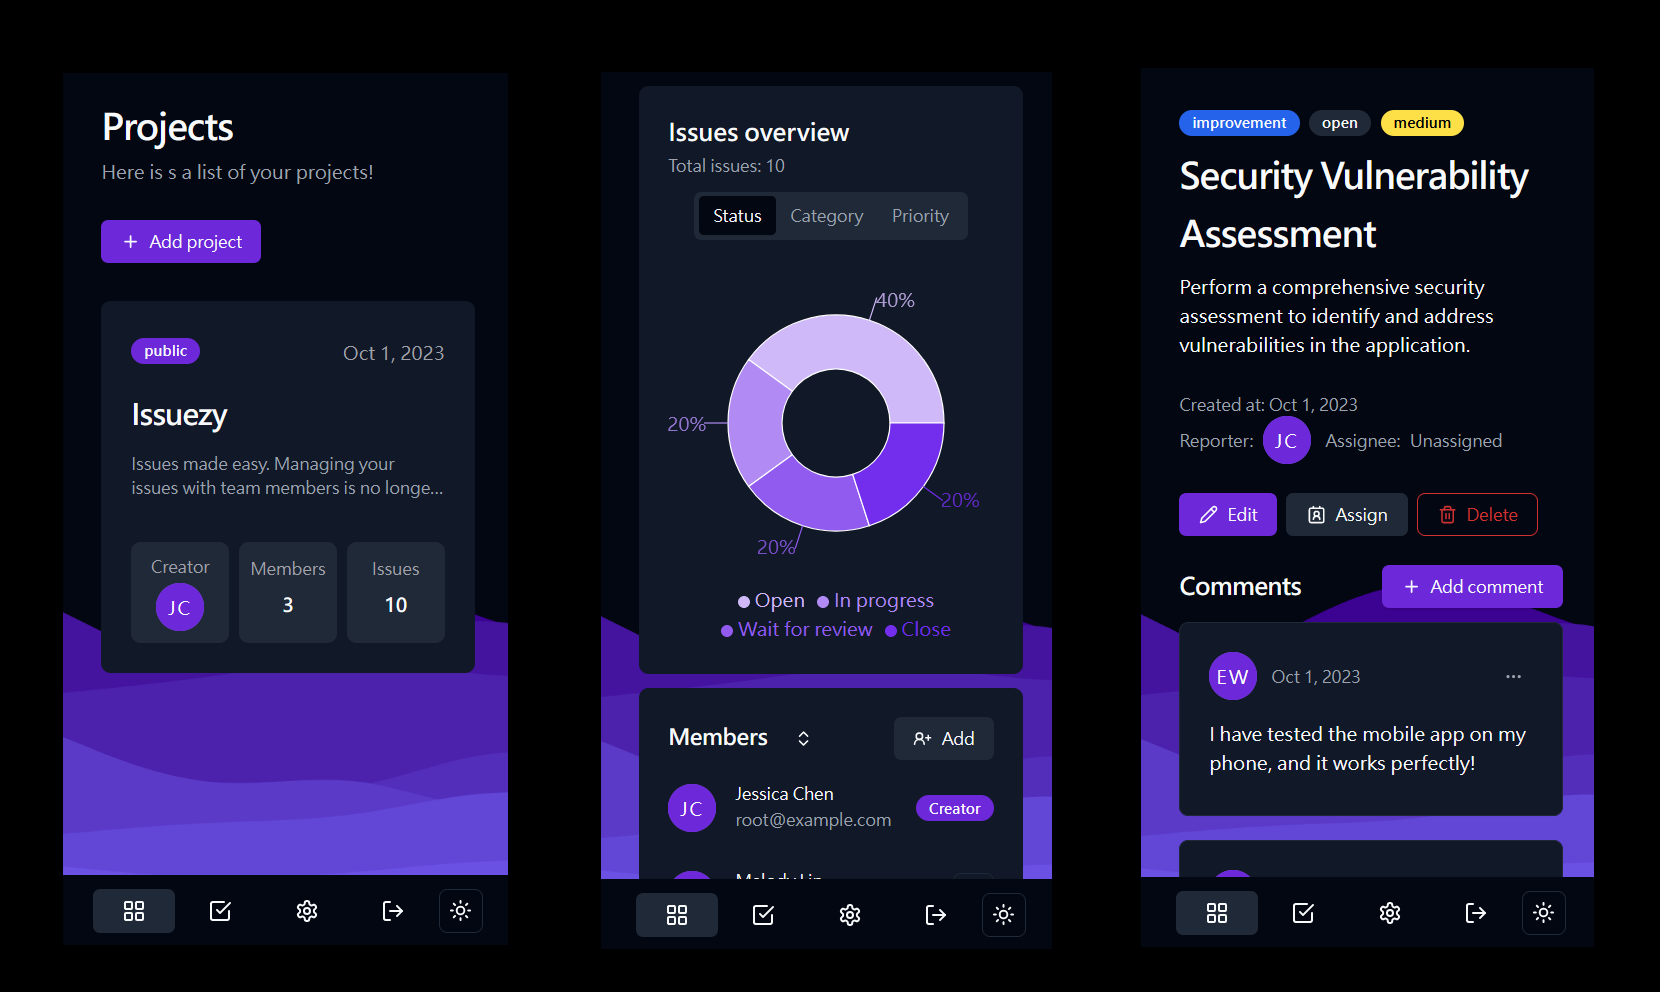 Projects
Here is s a list of your projects!
+ Add project
public
Oct 1, 2023
Issuezy
Issues made easy. Managing your
issues with team members is no longe...
Creator
Members
Issues
JC
3
10
Issues overview
Total issues: 10
Status
Category
Priority
40%
20%
20%
20%
Open
In progress
Wait for review
Close
Members
Add
JC
Jessica Chen
root@example.com
Creator
improvement
open
medium
Security Vulnerability
Assessment
Perform a comprehensive security
assessment to identify and address
vulnerabilities in the application.
Created at: Oct 1, 2023
Reporter: JC Assignee: Unassigned
Edit
Assign
Delete
Comments
+ Add comment
EW
Oct 1, 2023
...
I have tested the mobile app on my
phone, and it works perfectly!